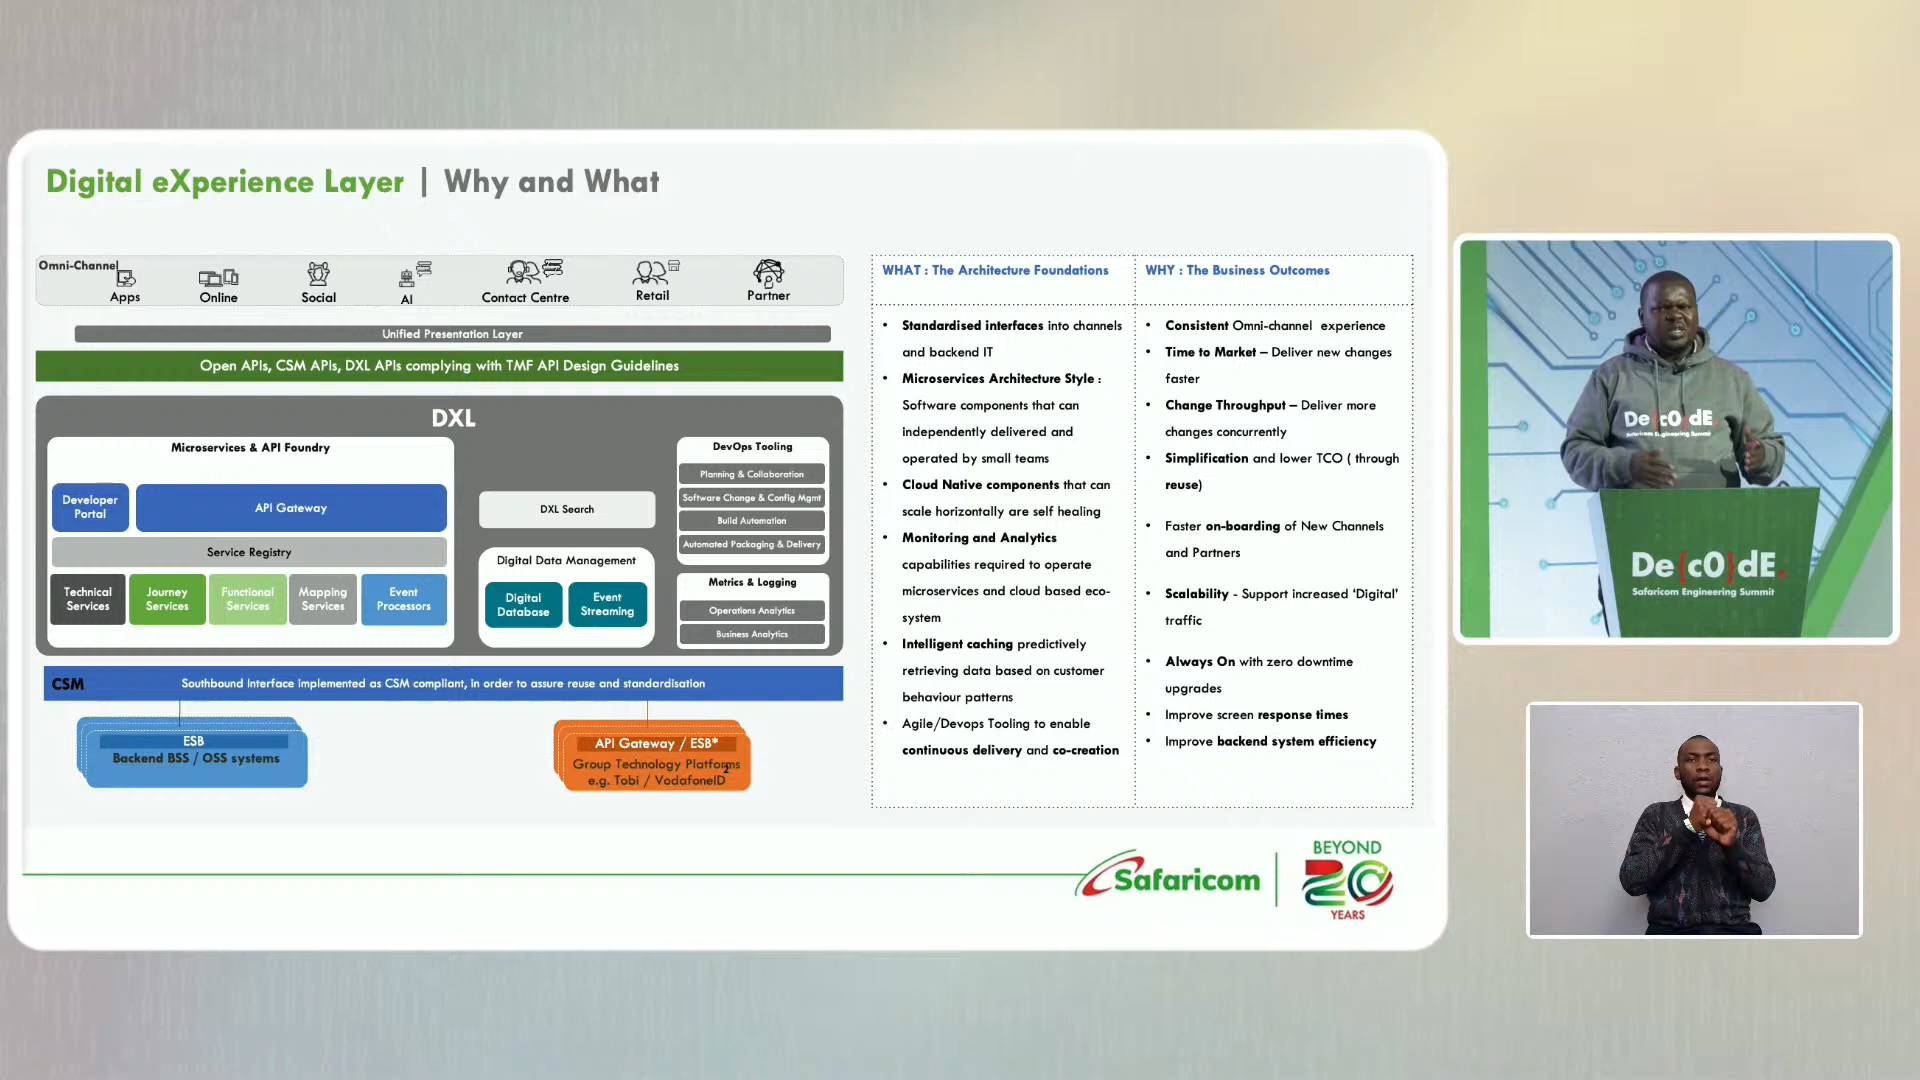 Digital eXperience Layer | Why and What
Omni-Channel
Apps
Online
Social
AI
Contact Centre
Retail
Partner
Unified Presentation Layer
Open APIs, CSM APIs, DXL APIs complying with TMF API Design Guidelines
DXL
Microservices & API Foundry
Developer
Portal
API Gateway
Service Registry
Technical
Services
Journey
Services
Functional
Services
Mapping
Services
Event
Processors
DXL Search
Digital Data Management
Digital
Database
Event
Streaming
DevOps Tooling
Planning & Collaboration
Software Change & Config Mgmt
Build Automation
Automated Packaging & Delivery
Metrics & Logging
Operations Analytics
Business Analytics
CSM
Southbound Interface implemented as CSM compliant, in order to assure reuse and standardisation
ESB
Backend BSS / OSS systems
API Gateway / ESB*
Group Technology Platforms
e.g. Tobi / VodafoneID
2
WHAT : The Architecture Foundations
• Standardised interfaces into channels
and backend IT
• Microservices Architecture Style :
Software components that can
independently delivered and
operated by small teams
• Cloud Native components that can
scale horizontally are self healing
• Monitoring and Analytics
capabilities required to operate
microservices and cloud based eco-
system
• Intelligent caching predictively
retrieving data based on customer
behaviour patterns
• Agile/Devops Tooling to enable
continuous delivery and co-creation
WHY : The Business Outcomes
• Consistent Omni-channel experience
• Time to Market – Deliver new changes
faster
• Change Throughput – Deliver more
changes concurrently
• Simplification and lower TCO ( through
reuse)
• Faster on-boarding of New Channels
and Partners
• Scalability - Support increased ‘Digital’
traffic
• Always On with zero downtime
upgrades
• Improve screen response times
• Improve backend system efficiency
Safaricom
BEYOND
20
YEARS
De{c0}dE.
Safaricom Engineering Summit
De{c0}dE.
Safaricom Engineering Summit